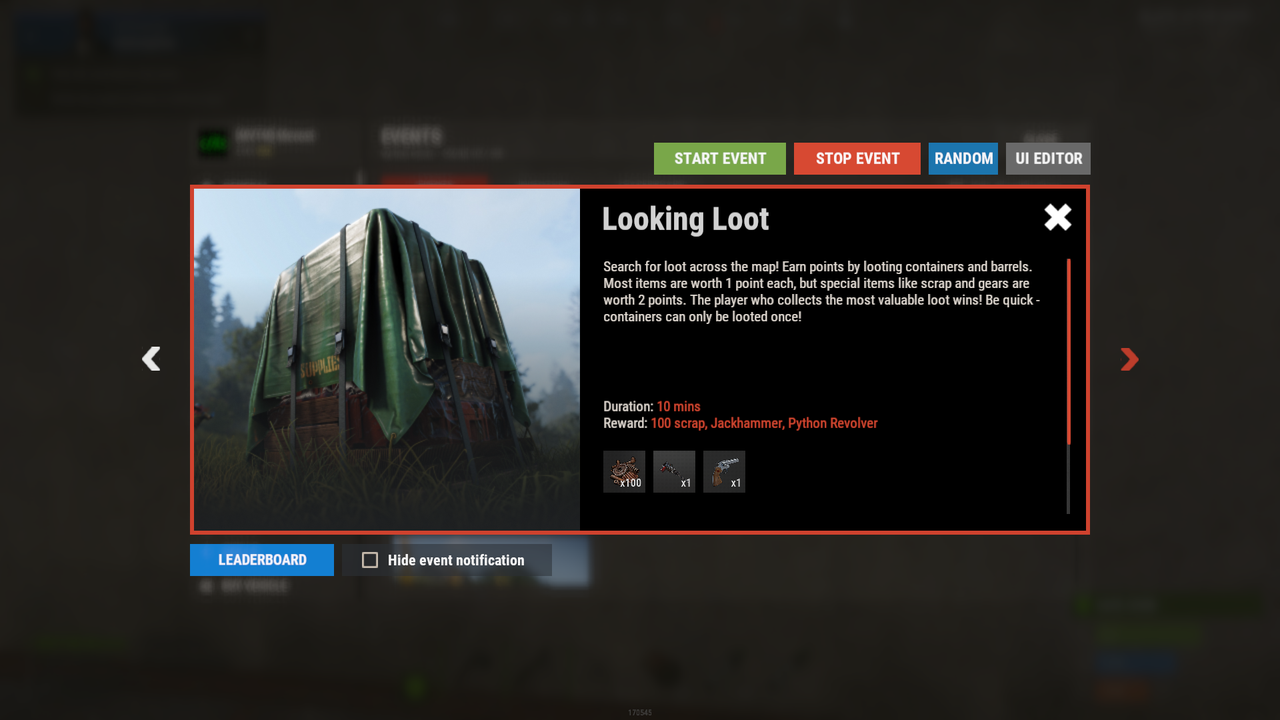 EVENTS
START EVENT
STOP EVENT
RANDOM
UI EDITOR
Looking Loot
Search for loot across the map! Earn points by looting containers and barrels.
Most items are worth 1 point each, but special items like scrap and gears are
worth 2 points. The player who collects the most valuable loot wins! Be quick -
containers can only be looted once!
SUPPLIES
Duration: 10 mins
Reward: 100 scrap, Jackhammer, Python Revolver
x100
x1
x1
LEADERBOARD
Hide event notification
170545